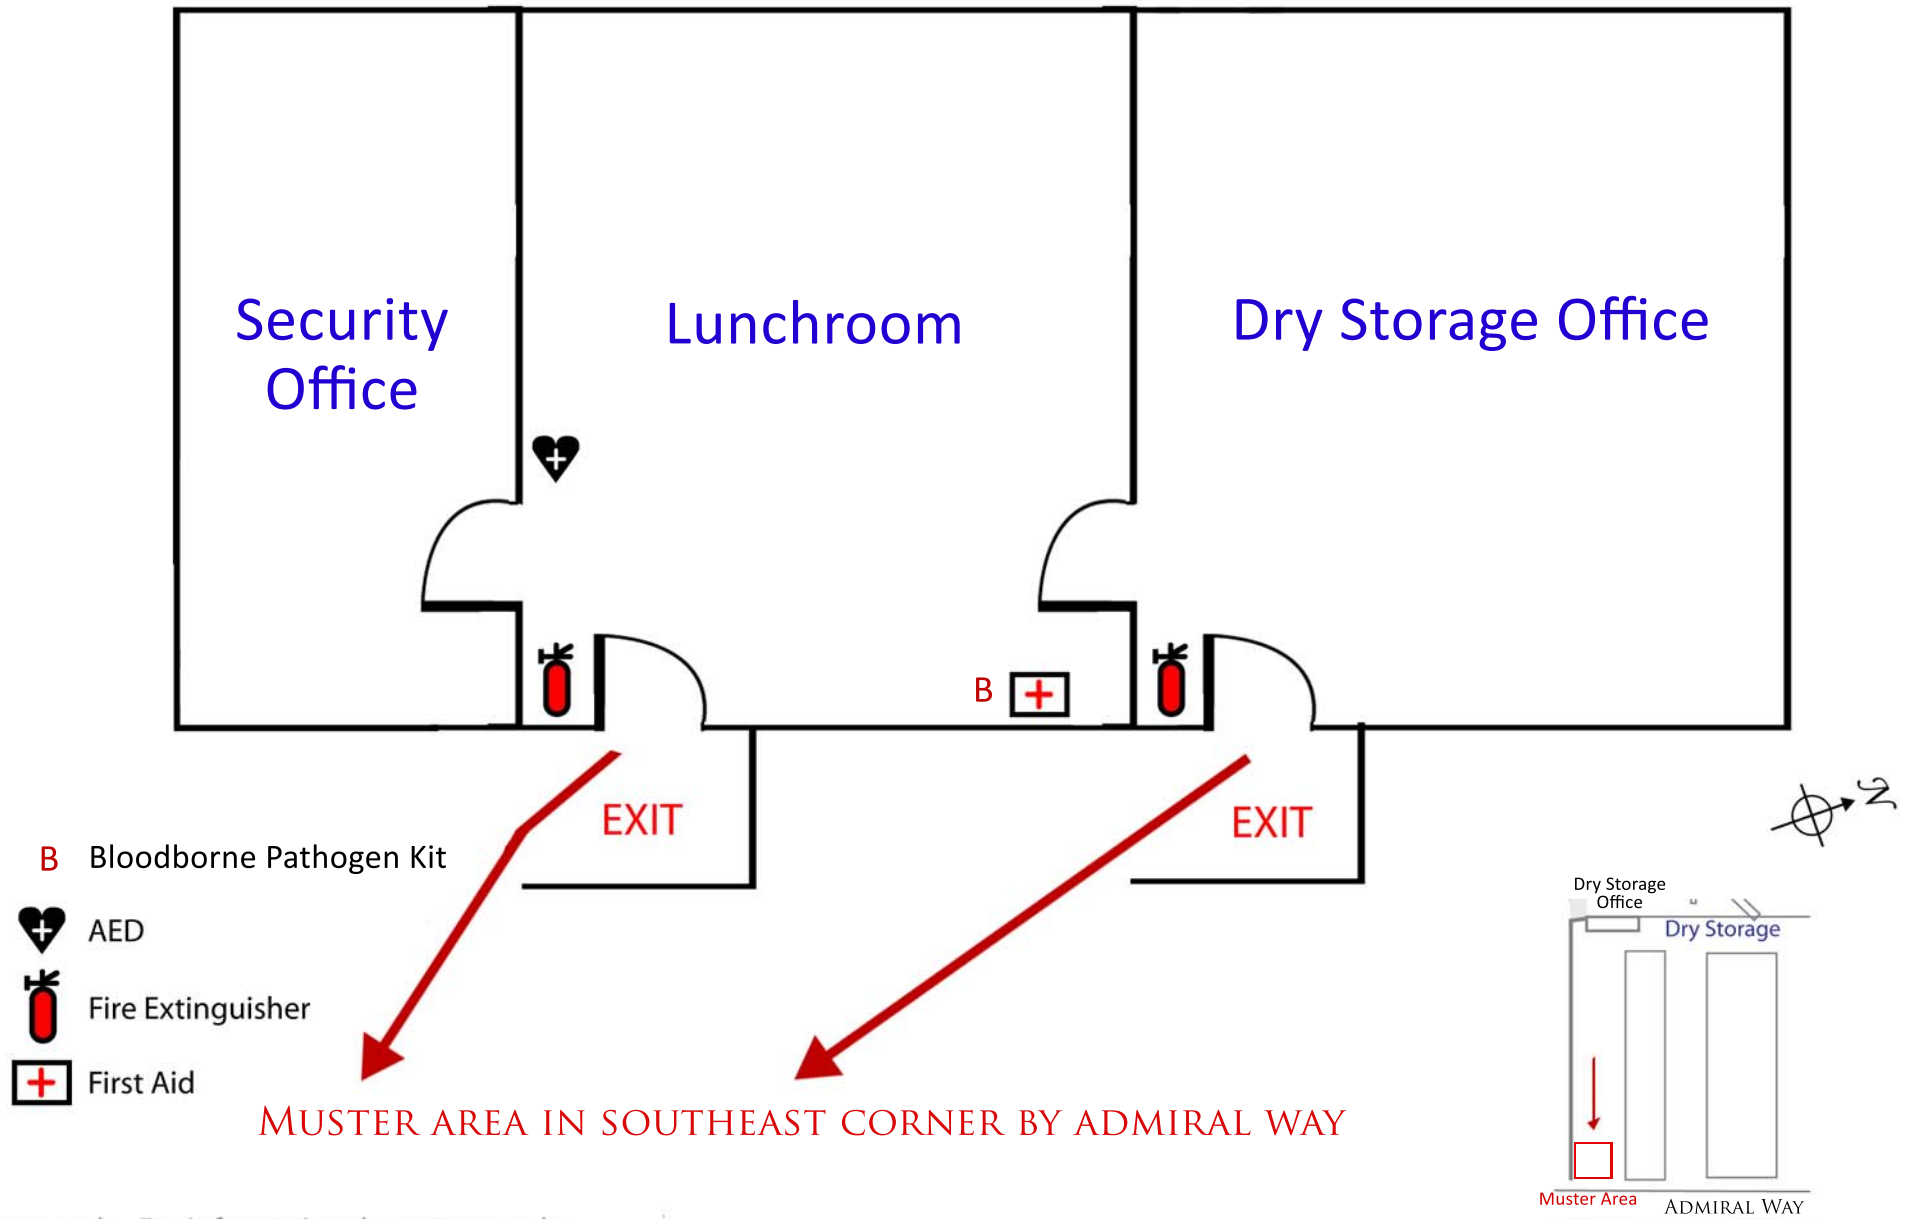 Security
Office
Lunchroom
Dry Storage Office
B
EXIT
EXIT
N
B Bloodborne Pathogen Kit
AED
Fire Extinguisher
First Aid
Muster area in southeast corner by admiral way
Dry Storage
Office
Dry Storage
Muster Area
Admiral Way